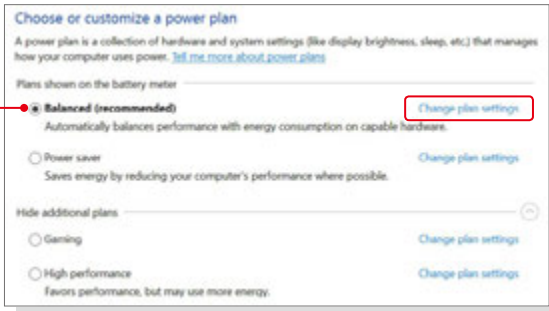 Choose or customize a power plan
A power plan is a collection of hardware and system settings (like display brightness, sleep, etc.) that manages
how your computer uses power. Tell me more about power plans
Plans shown on the battery meter
Balanced (recommended) Change plan settings
Automatically balances performance with energy consumption on capable hardware.
Power saver Change plan settings
Saves energy by reducing your computer's performance where possible.
Hide additional plans
Gaming Change plan settings
High performance Change plan settings
Favors performance, but may use more energy.